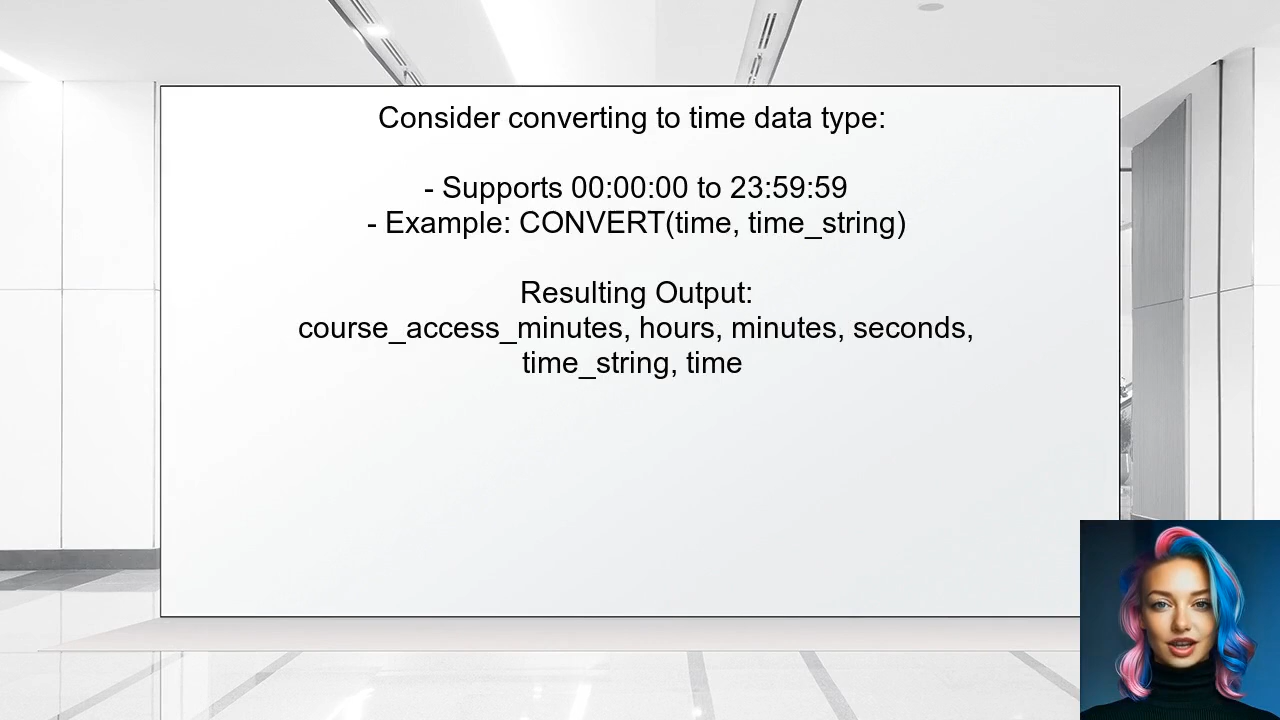 Consider converting to time data type:
- Supports 00:00:00 to 23:59:59
- Example: CONVERT(time, time_string)
Resulting Output:
course_access_minutes, hours, minutes, seconds,
time_string, time